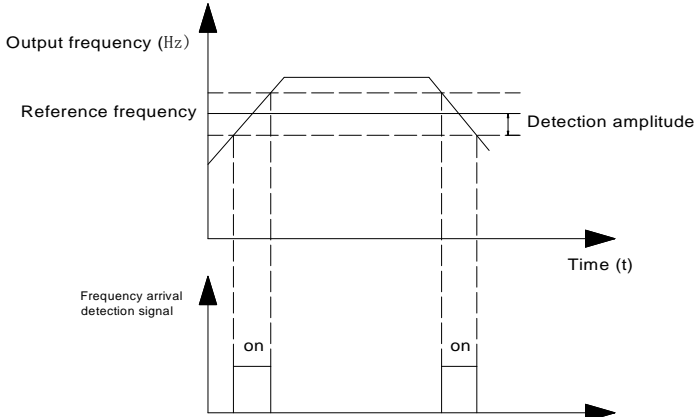 Output frequency (Hz)
Reference frequency
Detection amplitude
Time (t)
Frequency arrival
detection signal
on
on